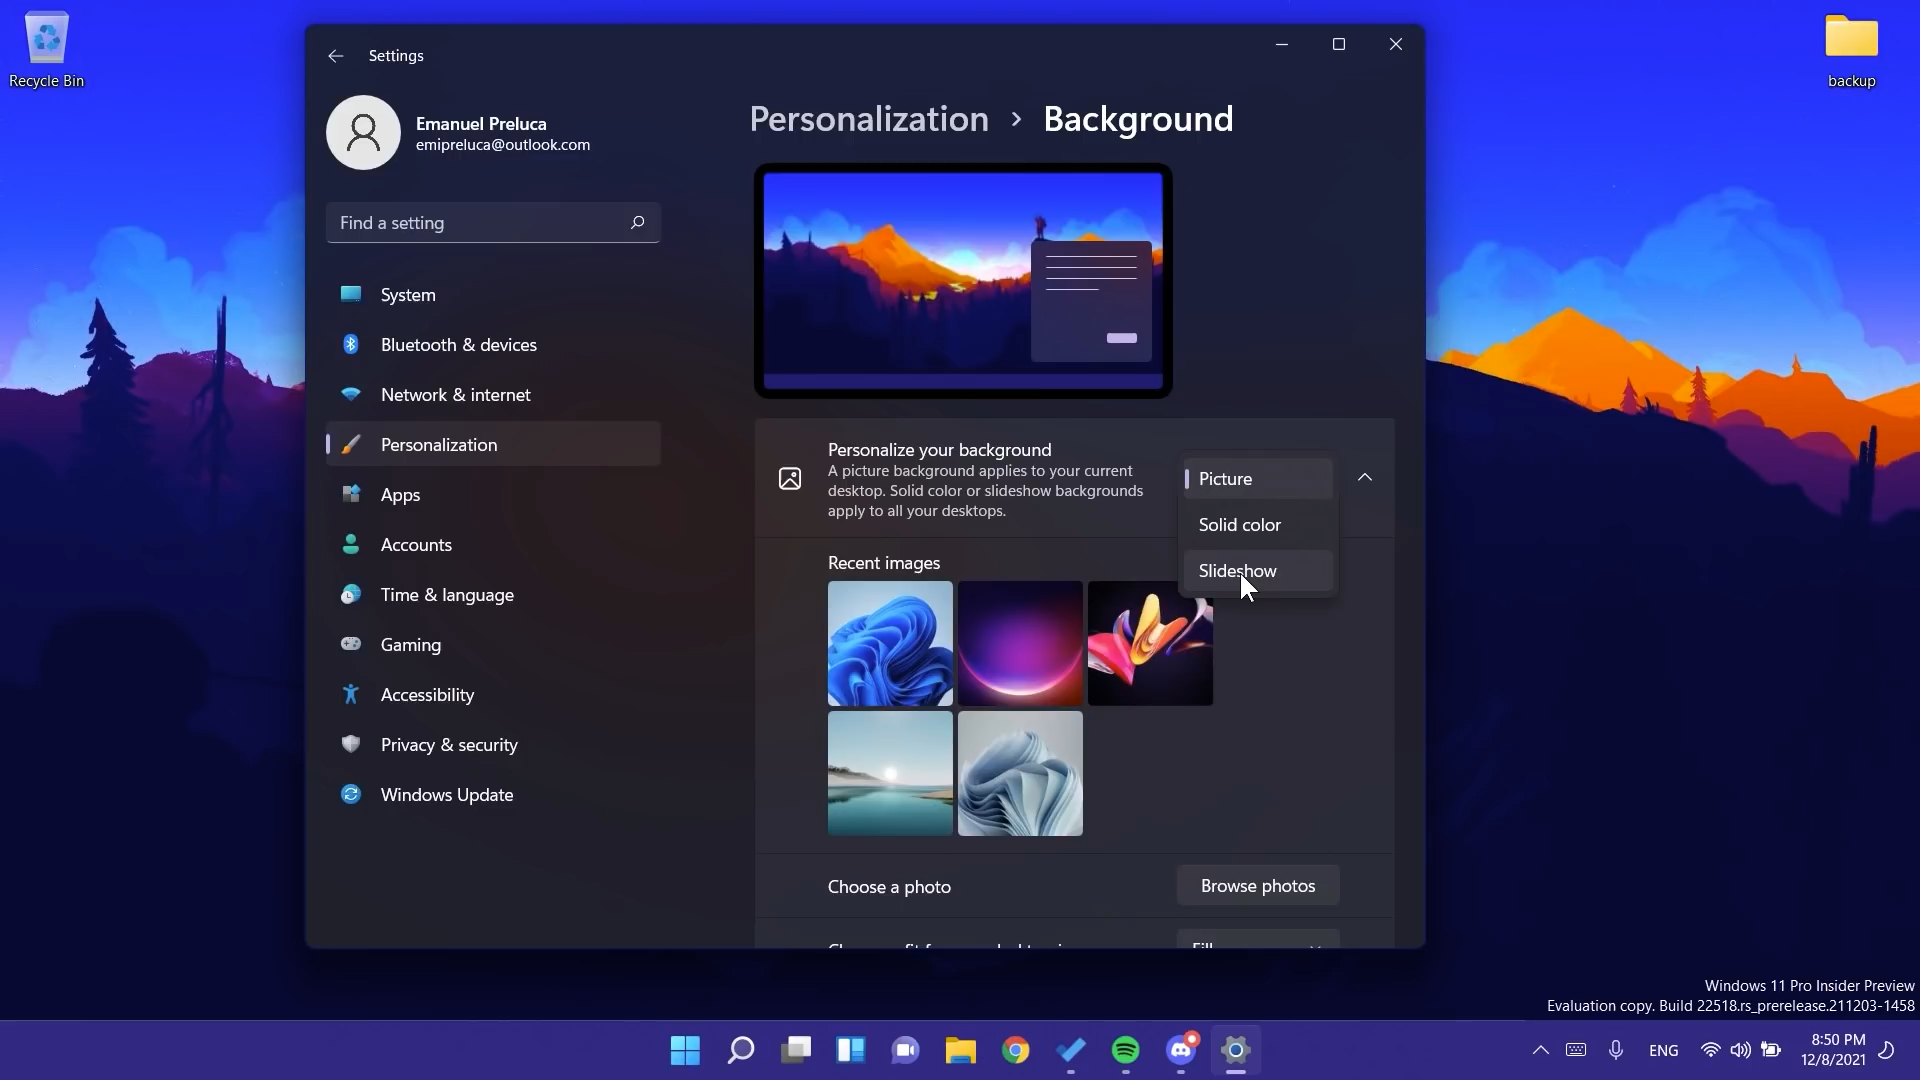 Recycle Bin
backup
Settings
Emanuel Preluca
emipreluca@outlook.com
Find a setting
System
Bluetooth & devices
Network & internet
Personalization
Apps
Accounts
Time & language
Gaming
Accessibility
Privacy & security
Windows Update
Personalization > Background
Personalize your background
A picture background applies to your current
desktop. Solid color or slideshow backgrounds
apply to all your desktops.
Picture
Solid color
Slideshow
Recent images
Choose a photo
Browse photos
Fill
Windows 11 Pro Insider Preview
Evaluation copy. Build 22518.rs_prerelease.211203-1458
ENG
8:50 PM
12/8/2021